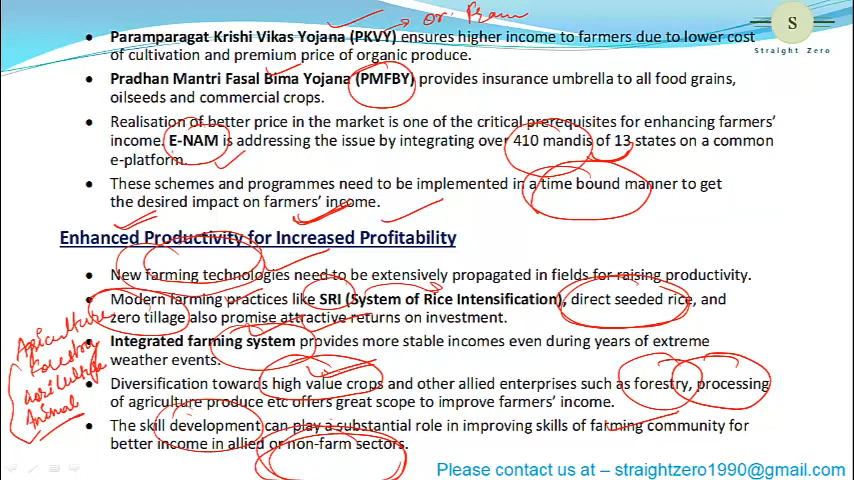 or. Pram
S
Straight Zero
• Paramparagat Krishi Vikas Yojana (PKVY) ensures higher income to farmers due to lower cost
of cultivation and premium price of organic produce.
• Pradhan Mantri Fasal Bima Yojana (PMFBY) provides insurance umbrella to all food grains,
oilseeds and commercial crops.
• Realisation of better price in the market is one of the critical prerequisites for enhancing farmers'
income. E-NAM is addressing the issue by integrating over 410 mandis of 13 states on a common
e-platform.
• These schemes and programmes need to be implemented in a time bound manner to get
the desired impact on farmers' income.
Enhanced Productivity for Increased Profitability
• New farming technologies need to be extensively propagated in fields for raising productivity.
• Modern farming practices like SRI (System of Rice Intensification), direct seeded rice, and
zero tillage also promise attractive returns on investment.
• Integrated farming system provides more stable incomes even during years of extreme
weather events.
• Diversification towards high value crops and other allied enterprises such as forestry, processing
of agriculture produce etc offers great scope to improve farmers' income.
• The skill development can play a substantial role in improving skills of farming community for
better income in allied or non-farm sectors.
Agriculture
forestry
Animal
Please contact us at – straightzero1990@gmail.com